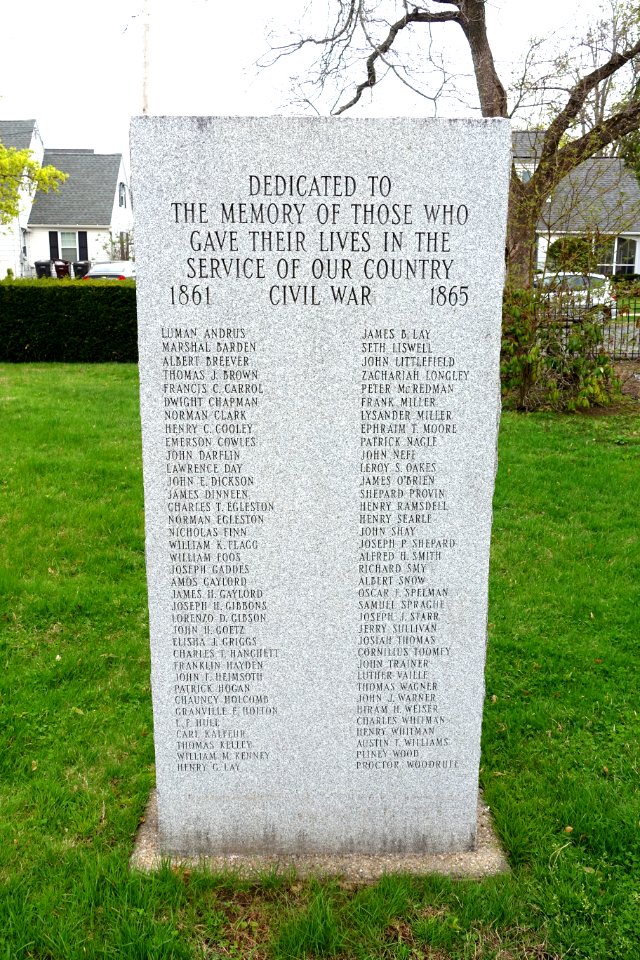 DEDICATED TO
THE MEMORY OF THOSE WHO
GAVE THEIR LIVES IN THE
SERVICE OF OUR COUNTRY
1861 CIVIL WAR 1865
LUMAN ANDRUS
MARSHAL BARDEN
ALBERT BREEVER
THOMAS J. BROWN
FRANCIS C. CARROL
DWIGHT CHAPMAN
NORMAN CLARK
HENRY C. COOLEY
EMERSON COWLES
JOHN DARFLIN
LAWRENCE DAY
JOHN E. DICKSON
JAMES DINNEEN
CHARLES T. EGLESTON
NORMAN EGLESTON
NICHOLAS FINN
WILLIAM K. FLAGG
WILLIAM FOOS
JOSEPH GADDES
AMOS GAYLORD
JAMES H. GAYLORD
JOSEPH H. GIBBONS
LORENZO D. GIBSON
JOHN H. GOETZ
ELISHA J. GRIGGS
CHARLES T. HANCHETT
FRANKLIN HAYDEN
JOHN F. HEIMSOTH
PATRICK HOGAN
CHAUNCY HOLCOMB
GRANVILLE F. HOLTON
L. F. HULL
CARL KALFEUR
THOMAS KELLEY
WILLIAM M. KENNEY
HENRY G. LAY
JAMES B. LAY
SETH LISWELL
JOHN LITTLEFIELD
ZACHARIAH LONGLEY
PETER McREDMAN
FRANK MILLER
LYSANDER MILLER
EPHRAIM T. MOORE
PATRICK NAGLE
JOHN NEFF
LEROY S. OAKES
JAMES O'BRIEN
SHEPARD PROVIN
HENRY RAMSDELL
HENRY SEARLE
JOHN SHAY
JOSEPH P. SHEPARD
ALFRED H. SMITH
RICHARD SMY
ALBERT SNOW
OSCAR F. SPELMAN
SAMUEL SPRAGUE
JOSEPH J. STARR
JERRY SULLIVAN
JOSIAH THOMAS
CORNILIUS TOOMEY
JOHN TRAINER
LUTHER VAILLE
THOMAS WAGNER
JOHN J. WARNER
HIRAM H. WEISER
CHARLES WHITMAN
HENRY WHITMAN
AUSTIN T. WILLIAMS
PLINEY WOOD
PROCTOR WOODRUFF